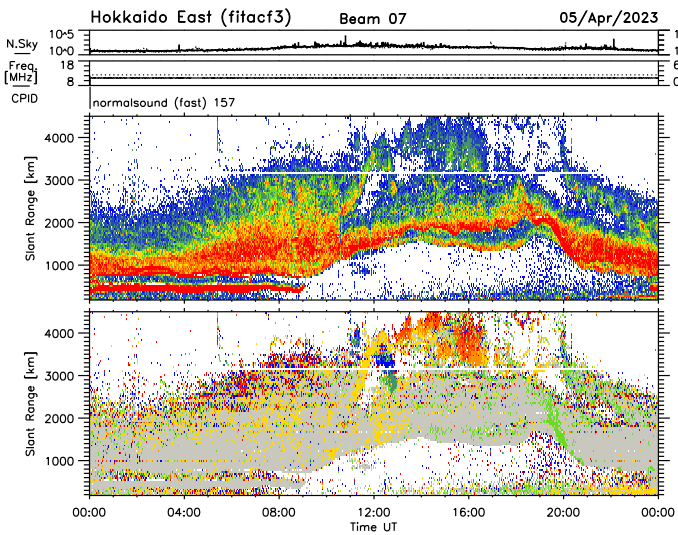 Hokkaido East (fitacf3) Beam 07 05/Apr/2023
N.Sky 10^5 10^0 1 1
Freq. [MHz] 18 8 6 0
CPID normalsound (fast) 157
Slant Range [km] 4000 3000 2000 1000
Slant Range [km] 4000 3000 2000 1000
00:00 04:00 08:00 12:00 16:00 20:00 00:00
Time UT